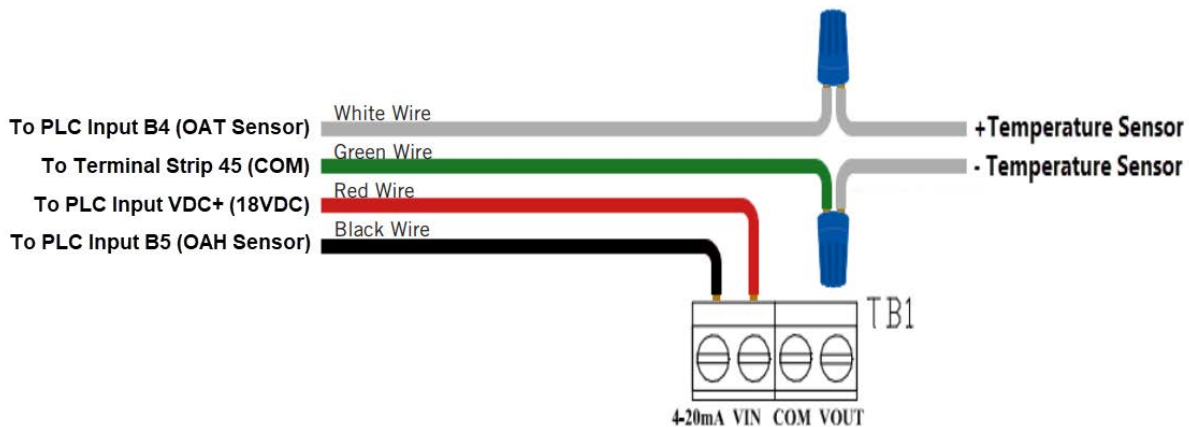 To PLC Input B4 (OAT Sensor) White Wire +Temperature Sensor
To Terminal Strip 45 (COM) Green Wire - Temperature Sensor
To PLC Input VDC+ (18VDC) Red Wire
To PLC Input B5 (OAH Sensor) Black Wire
TB1
4-20mA VIN COM VOUT